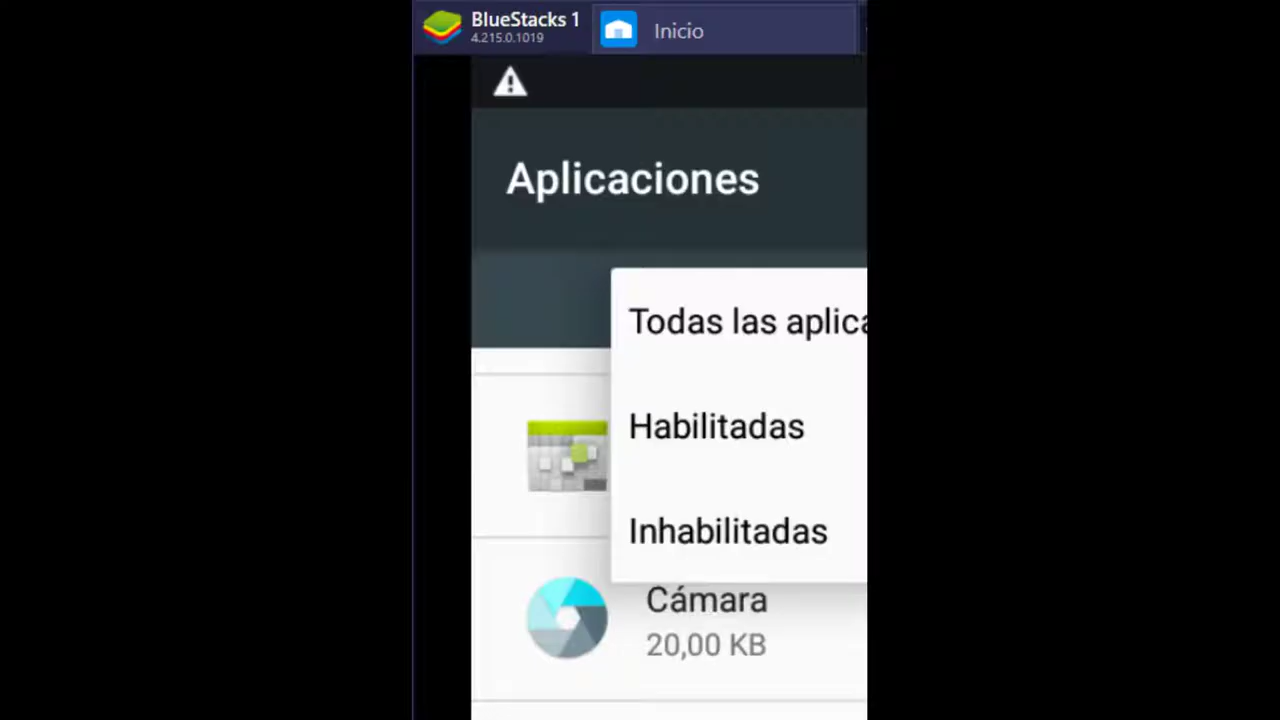 BlueStacks 1
4.215.0.1019
Inicio
Aplicaciones
Todas las aplica
Habilitadas
Inhabilitadas
Cámara
20,00 KB